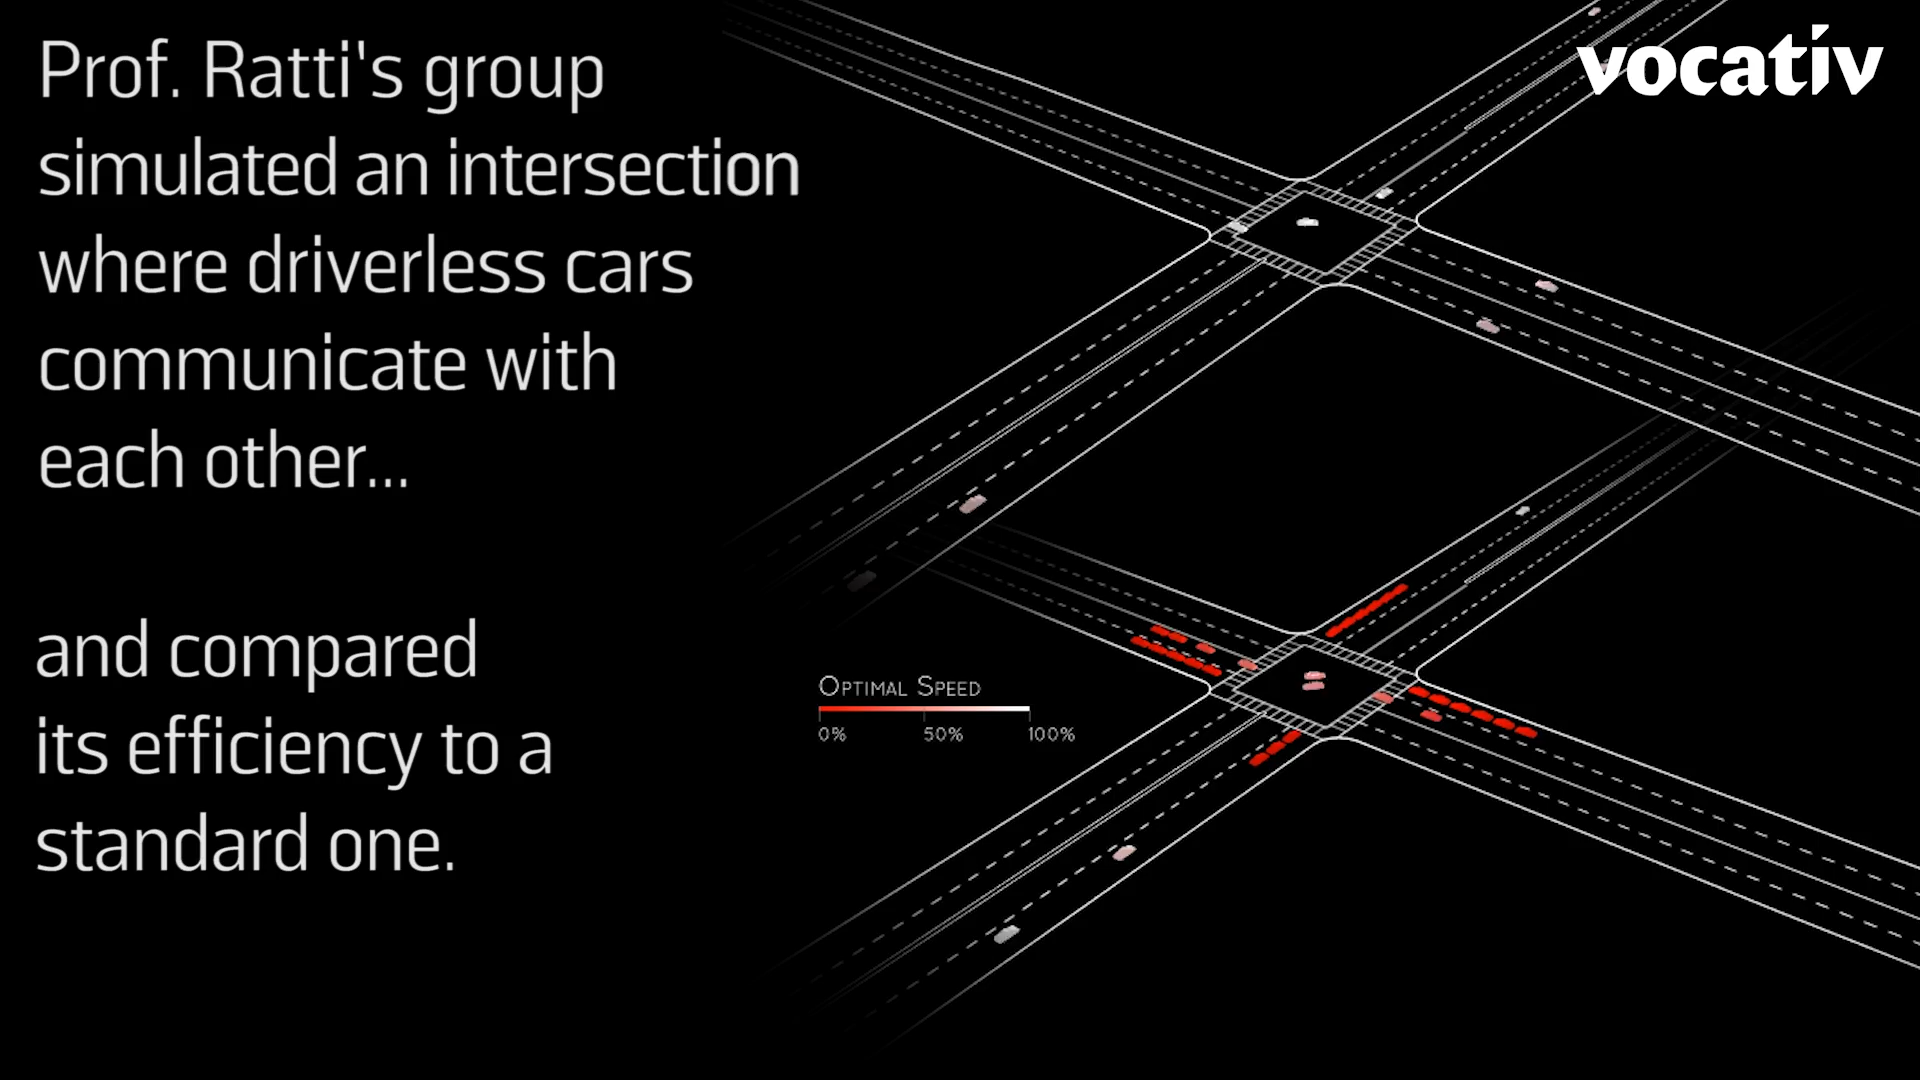 Prof. Ratti's group
simulated an intersection
where driverless cars
communicate with
each other...
and compared
its efficiency to a
standard one.
vocativ
Optimal Speed
0% 50% 100%